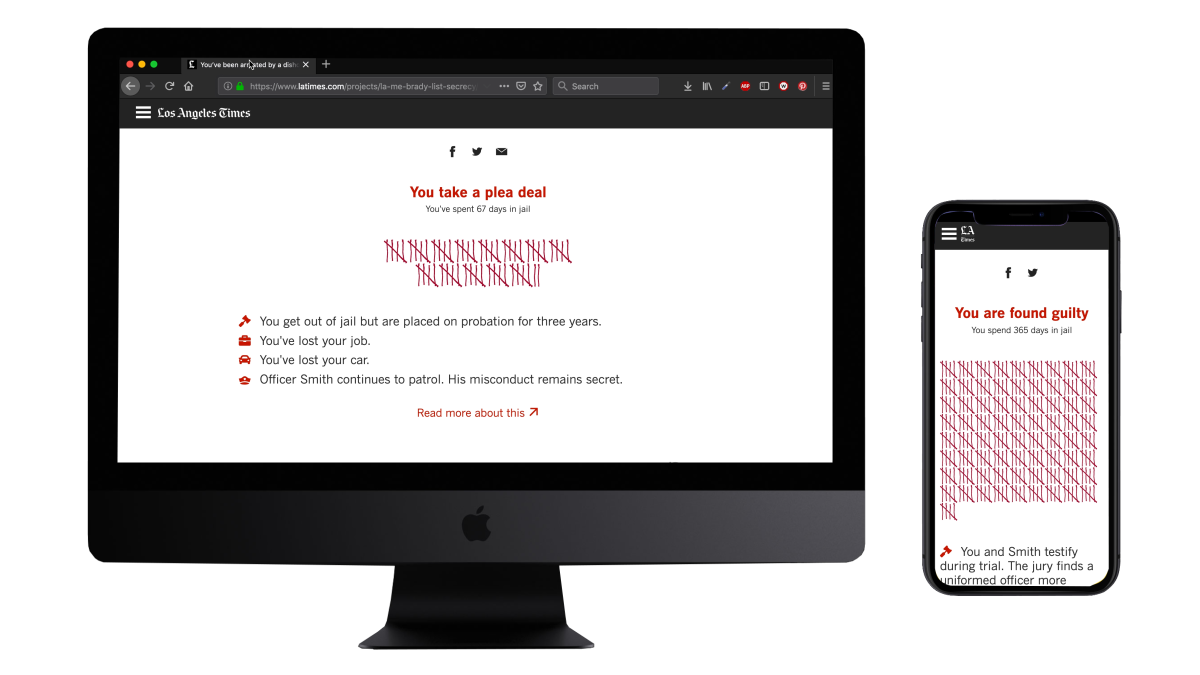 You've been arrested by a disho
https://www.latimes.com/projects/la-me-brady-list-secrecy
Search
ABP
Los Angeles Times
You take a plea deal
You've spent 67 days in jail
You get out of jail but are placed on probation for three years.
You've lost your job.
You've lost your car.
Officer Smith continues to patrol. His misconduct remains secret.
Read more about this
LA
Times
You are found guilty
You spend 365 days in jail
You and Smith testify
during trial. The jury finds a
uniformed officer more